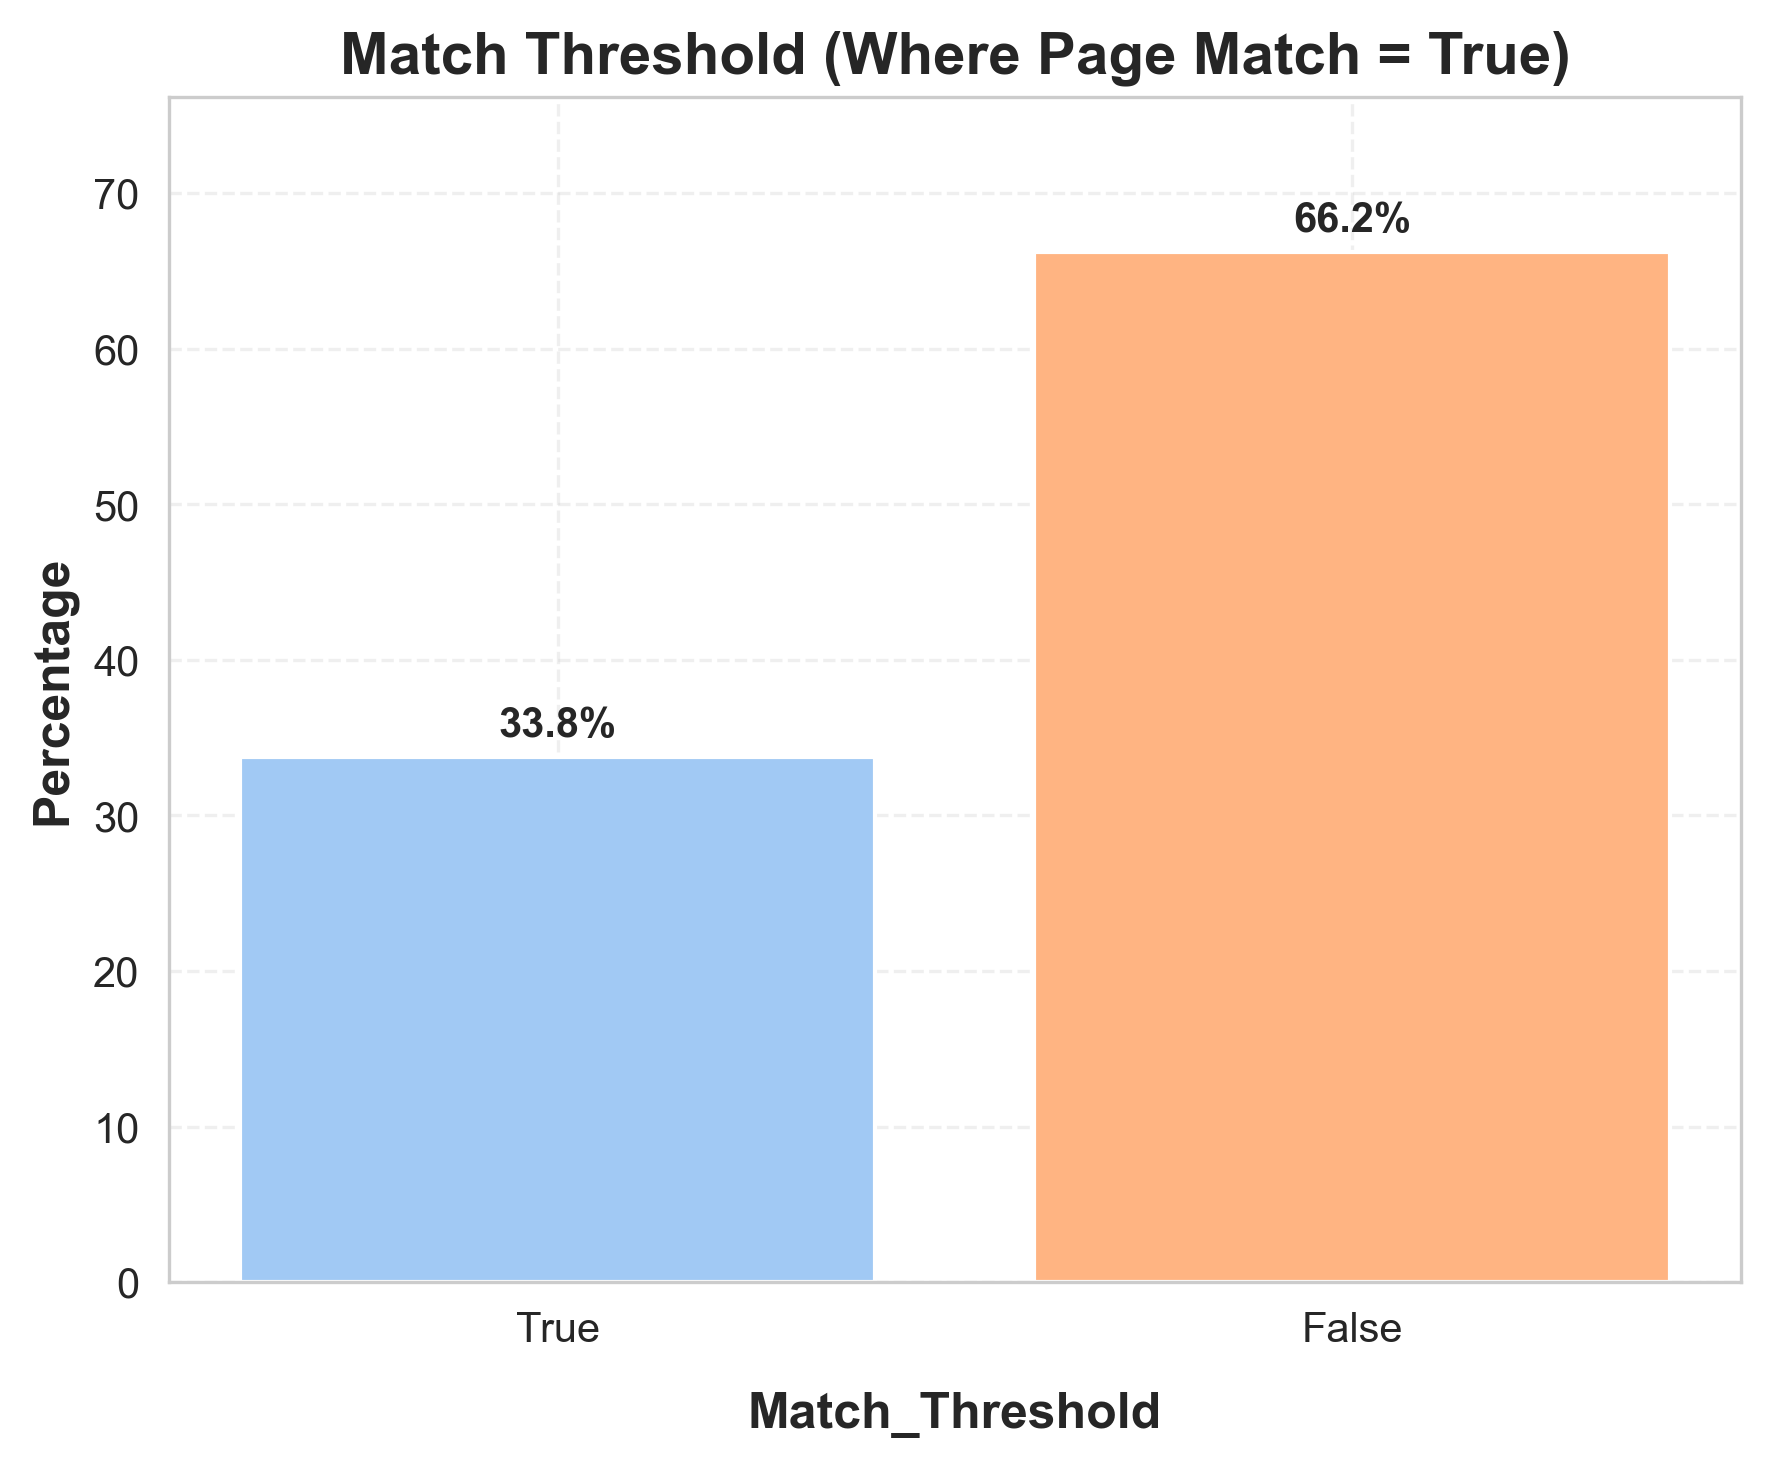 Match Threshold (Where Page Match = True)
70
66.2%
60
50
Percentage
40
33.8%
30
20
10
0
True
False
Match_Threshold